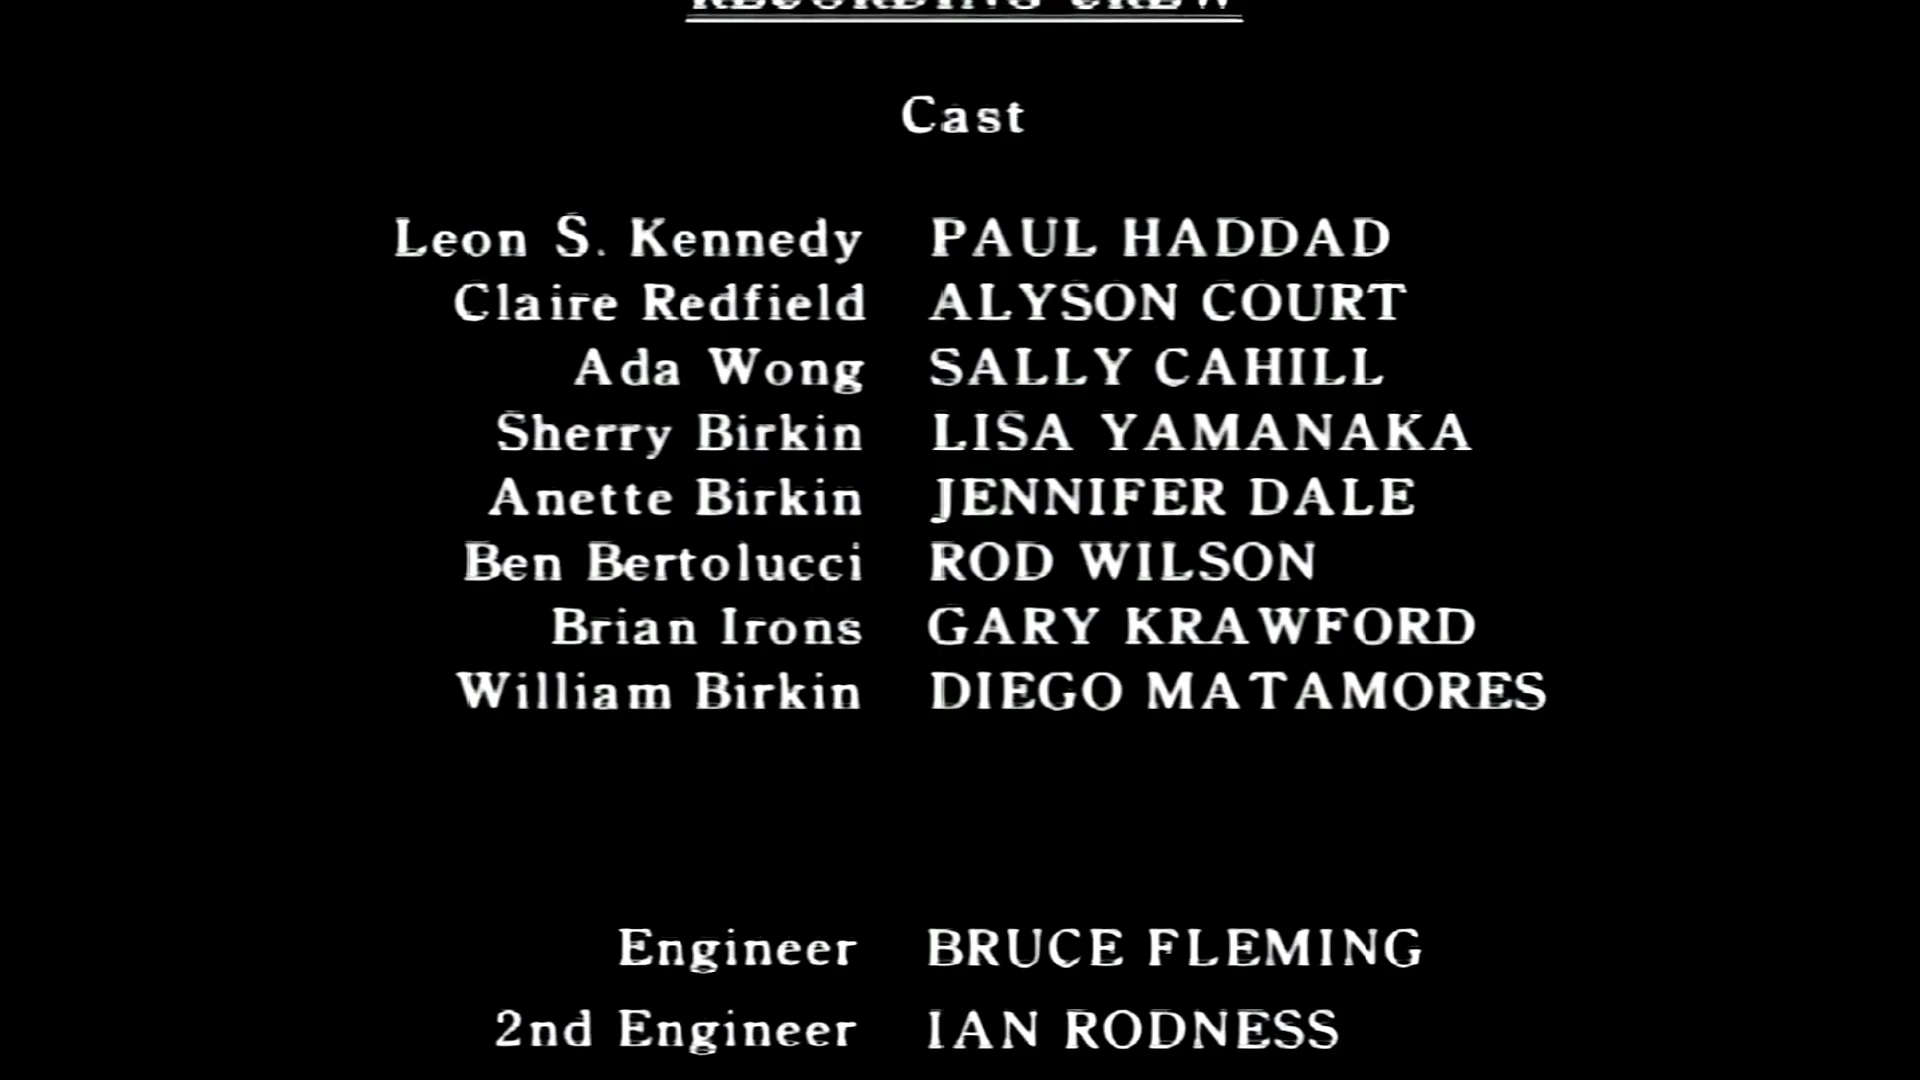 RECORDING CREW
Cast
Leon S. Kennedy PAUL HADDAD
Claire Redfield ALYSON COURT
Ada Wong SALLY CAHILL
Sherry Birkin LISA YAMANAKA
Anette Birkin JENNIFER DALE
Ben Bertolucci ROD WILSON
Brian Irons GARY KRAWFORD
William Birkin DIEGO MATAMORES
Engineer BRUCE FLEMING
2nd Engineer IAN RODNESS